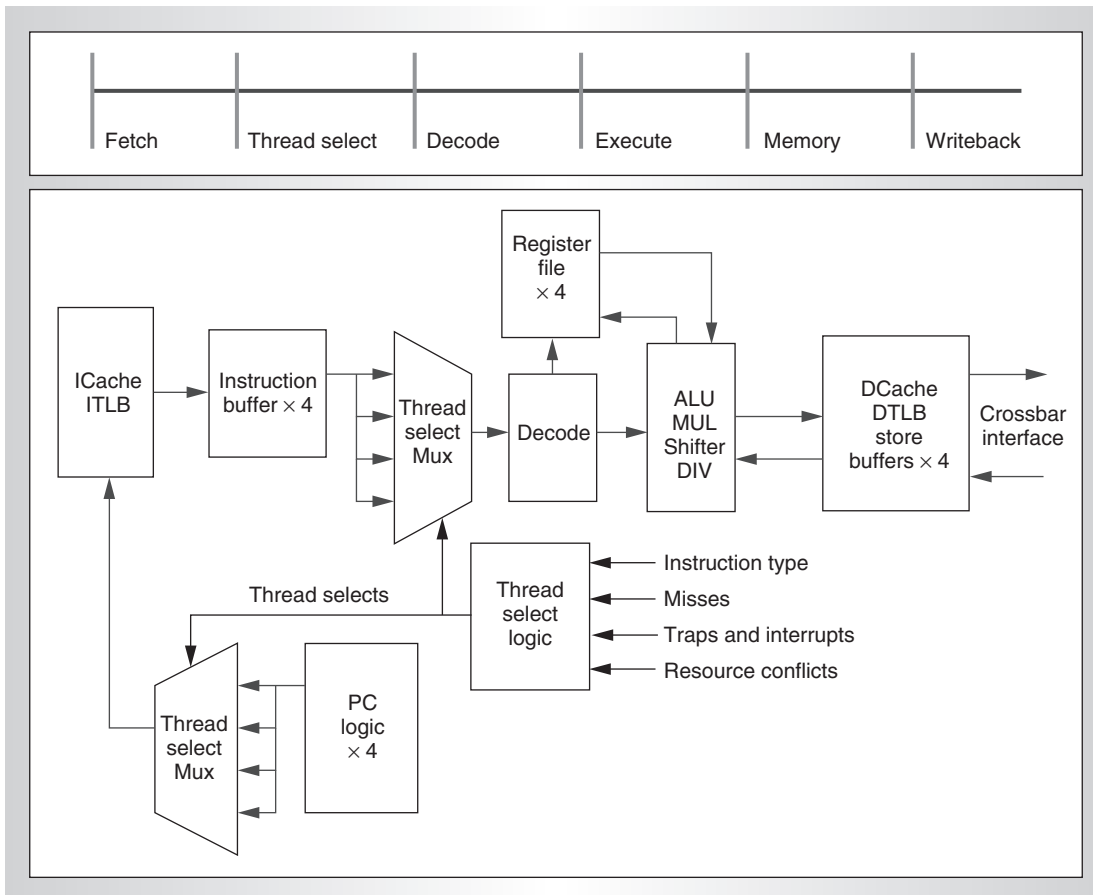 Fetch
Thread select
Decode
Execute
Memory
Writeback
Register
file
× 4
ICache
ITLB
Instruction
buffer × 4
Thread
select
Mux
Decode
ALU
MUL
Shifter
DIV
DCache
DTLB
store
buffers × 4
Crossbar
interface
Thread selects
Thread
select
logic
Instruction type
Misses
Traps and interrupts
Resource conflicts
Thread
select
Mux
PC
logic
× 4